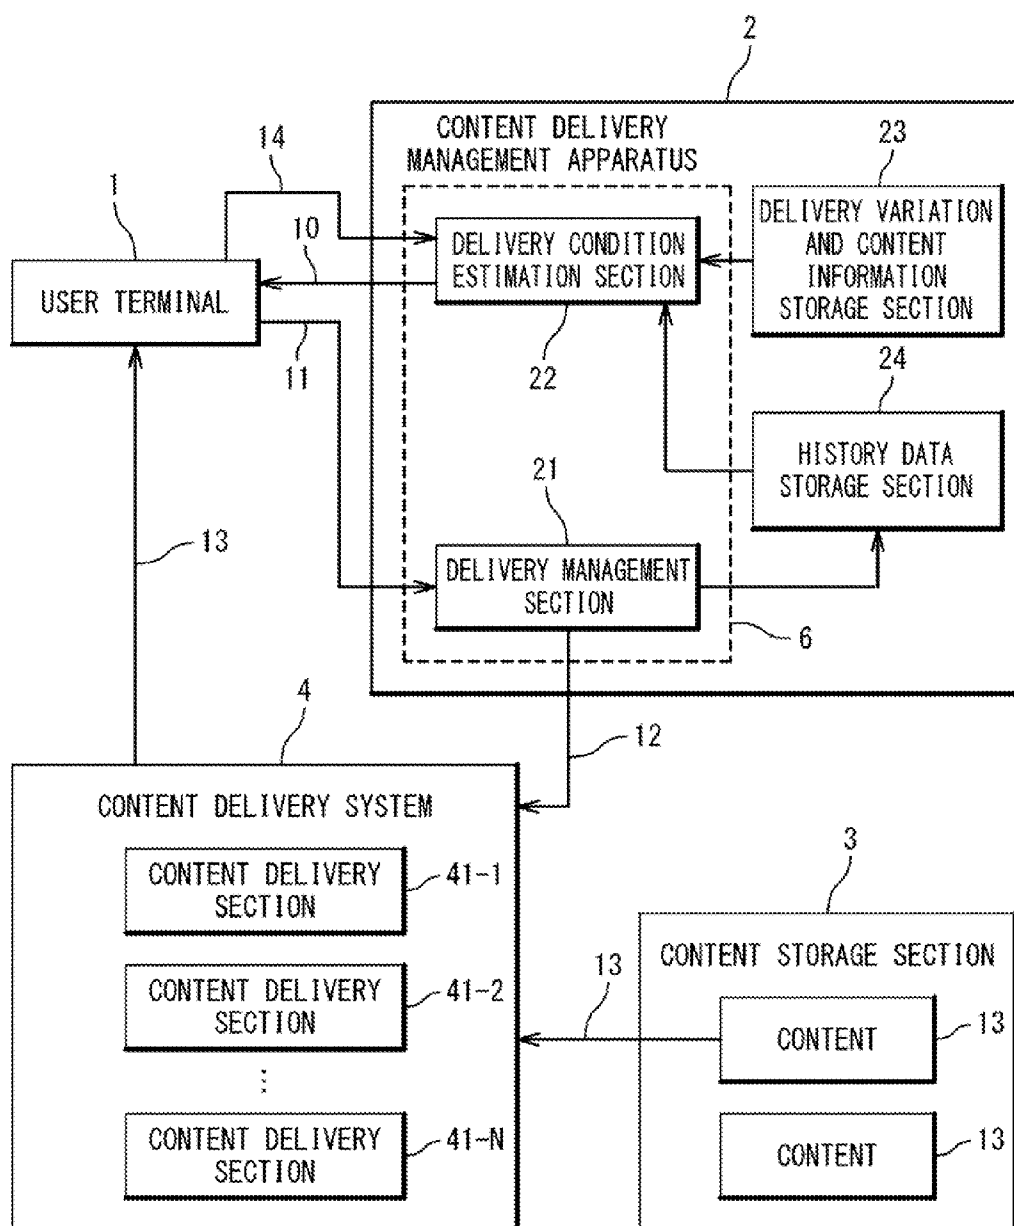 2
CONTENT DELIVERY
MANAGEMENT APPARATUS
14
23
1
10
DELIVERY CONDITION
ESTIMATION SECTION
DELIVERY VARIATION
AND CONTENT
INFORMATION
STORAGE SECTION
USER TERMINAL
11
22
24
HISTORY DATA
STORAGE SECTION
21
13
DELIVERY MANAGEMENT
SECTION
6
4
12
CONTENT DELIVERY SYSTEM
CONTENT DELIVERY
SECTION
41-1
3
CONTENT STORAGE SECTION
CONTENT DELIVERY
SECTION
41-2
13
CONTENT
13
⋮
CONTENT DELIVERY
SECTION
41-N
CONTENT
13